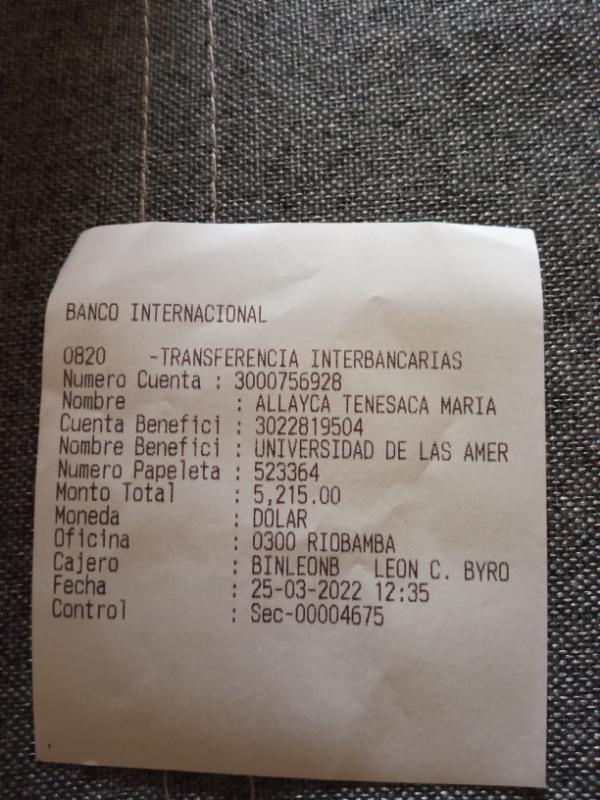 BANCO INTERNACIONAL
0820 -TRANSFERENCIA INTERBANCARIAS
Numero Cuenta : 3000756928
Nombre : ALLAYCA TENESACA MARIA
Cuenta Benefici : 3022819504
Nombre Benefici : UNIVERSIDAD DE LAS AMER
Numero Papeleta : 523364
Monto Total : 5,215.00
Moneda : DOLAR
Oficina : 0300 RIOBAMBA
Cajero : BINLEONB LEON C. BYRO
Fecha : 25-03-2022 12:35
Control : Sec-00004675